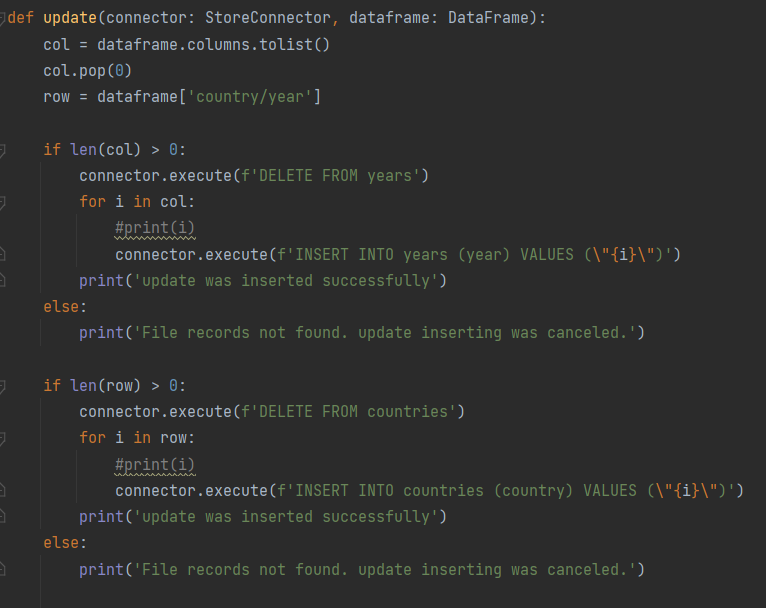 def update(connector: StoreConnector, dataframe: DataFrame):
    col = dataframe.columns.tolist()
    col.pop(0)
    row = dataframe['country/year']

    if len(col) > 0:
        connector.execute(f'DELETE FROM years')
        for i in col:
            #print(i)
            connector.execute(f'INSERT INTO years (year) VALUES (\"{i}\")')
        print('update was inserted successfully')
    else:
        print('File records not found. update inserting was canceled.')

    if len(row) > 0:
        connector.execute(f'DELETE FROM countries')
        for i in row:
            #print(i)
            connector.execute(f'INSERT INTO countries (country) VALUES (\"{i}\")')
        print('update was inserted successfully')
    else:
        print('File records not found. update inserting was canceled.')